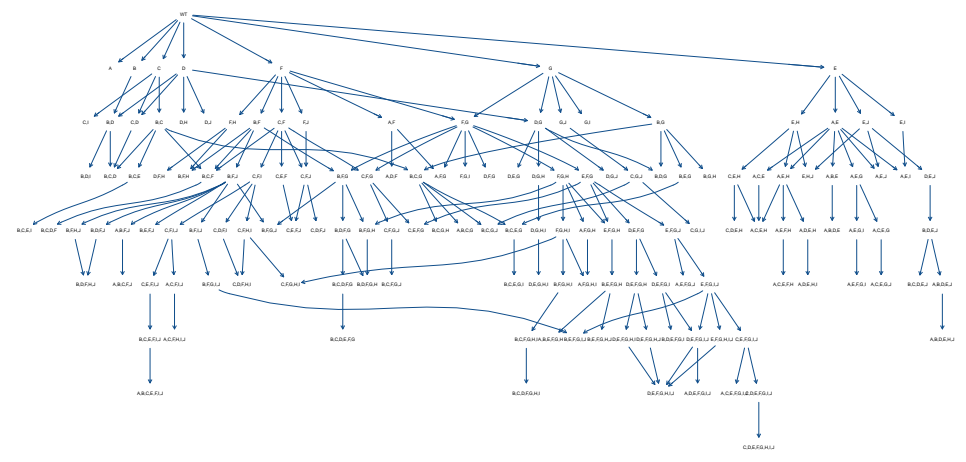 WT
A B C D F G E
C,I B,D C,D B,C D,H D,J F,H B,F C,F F,J A,F F,G D,G G,J G,I B,G E,H A,E E,J E,I
B,D,I B,C,D B,C,E D,F,H B,F,H B,C,F B,F,J C,F,I C,E,F C,F,J B,F,G C,F,G A,D,F B,C,G A,F,G F,G,I D,F,G D,E,G D,G,H F,G,H E,F,G D,G,J C,G,J B,D,G B,E,G B,G,H C,E,H A,C,E A,E,H E,H,J A,B,E A,E,G A,E,J A,E,I D,E,J
B,C,E,I B,C,D,F B,F,H,J B,D,F,J A,B,F,J B,E,F,J C,F,I,J B,F,I,J C,D,F,I C,F,H,I B,F,G,J C,E,F,J C,D,F,J B,D,F,G B,F,G,H C,F,G,J C,E,F,G B,C,G,H A,B,C,G B,C,G,J B,C,E,G D,G,H,I F,G,H,I A,F,G,H E,F,G,H D,E,F,G E,F,G,J C,G,I,J C,D,E,H A,C,E,H A,E,H,I A,D,E,H A,B,D,E A,E,F,G A,C,E,G B,D,E,J
B,D,F,H,J A,B,C,F,J C,E,F,I,J A,C,F,I,J B,F,G,I,J C,D,F,H,I C,F,G,H,I B,C,D,F,G B,D,F,G,H B,C,F,G,J B,C,E,G,I D,E,G,H,I B,F,G,H,I A,F,G,H,I B,E,F,G,H D,E,F,G,H D,E,F,G,I A,E,F,G,J E,F,G,I,J A,C,E,F,H A,D,E,H,I A,E,F,G,I A,C,E,G,J B,C,D,E,J A,B,D,E,J
B,C,E,F,I,J A,C,F,H,I,J B,C,D,E,F,G B,C,F,G,H,I A,B,E,F,G,H B,E,F,G,I,J B,E,F,G,H,J D,E,F,G,H,I D,E,F,G,H,J B,D,E,F,G,I D,E,F,G,I,J E,F,G,H,I,J C,E,F,G,I,J A,B,D,E,H,J
A,B,C,E,F,I,J B,C,D,F,G,H,I D,E,F,G,H,I,J A,D,E,F,G,I,J A,C,E,F,G,I,J C,D,E,F,G,I,J
C,D,E,F,G,H,I,J